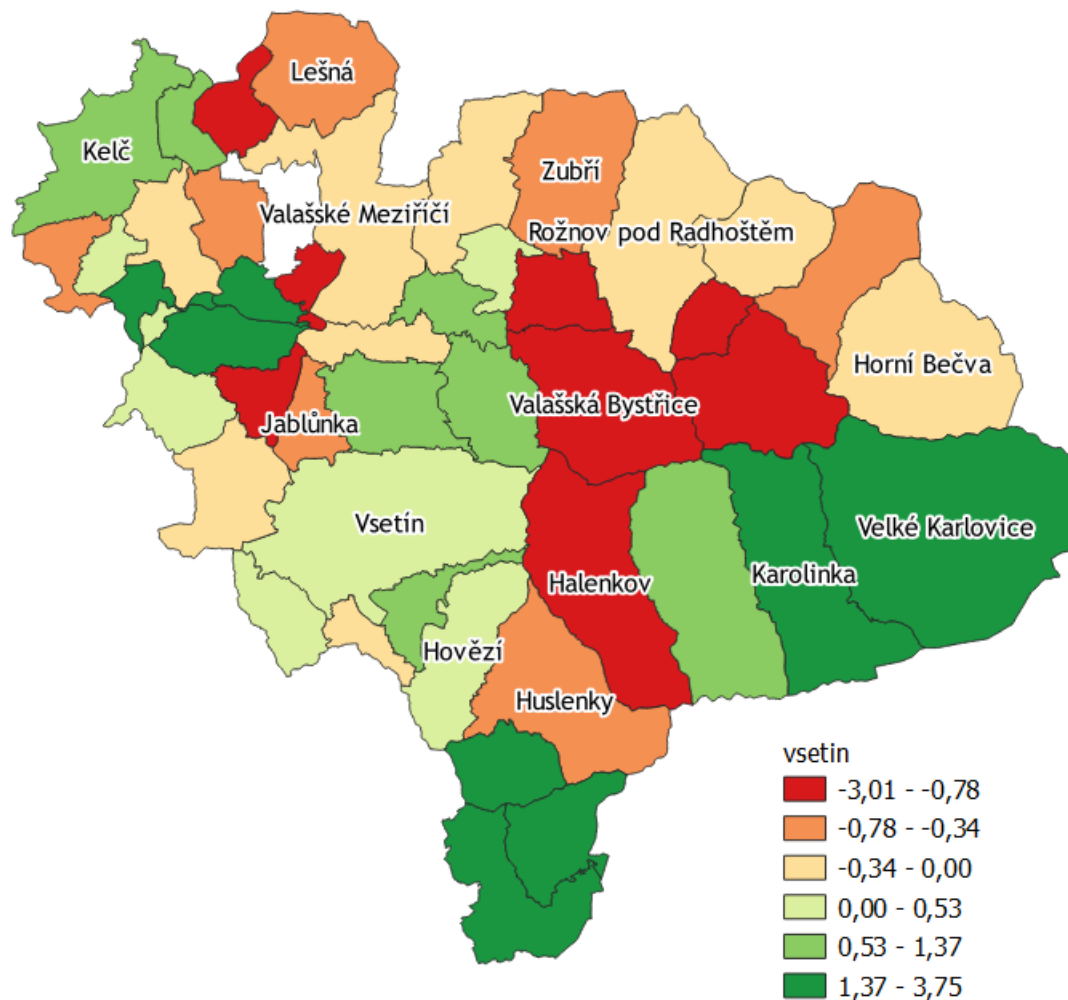 Lešná
Kelč
Zubří
Valašské Meziříčí
Rožnov pod Radhoštěm
Horní Bečva
Valašská Bystřice
Jablůnka
Vsetín
Velké Karlovice
Karolinka
Halenkov
Hovězí
Huslenky
vsetin
-3,01 - -0,78
-0,78 - -0,34
-0,34 - 0,00
0,00 - 0,53
0,53 - 1,37
1,37 - 3,75